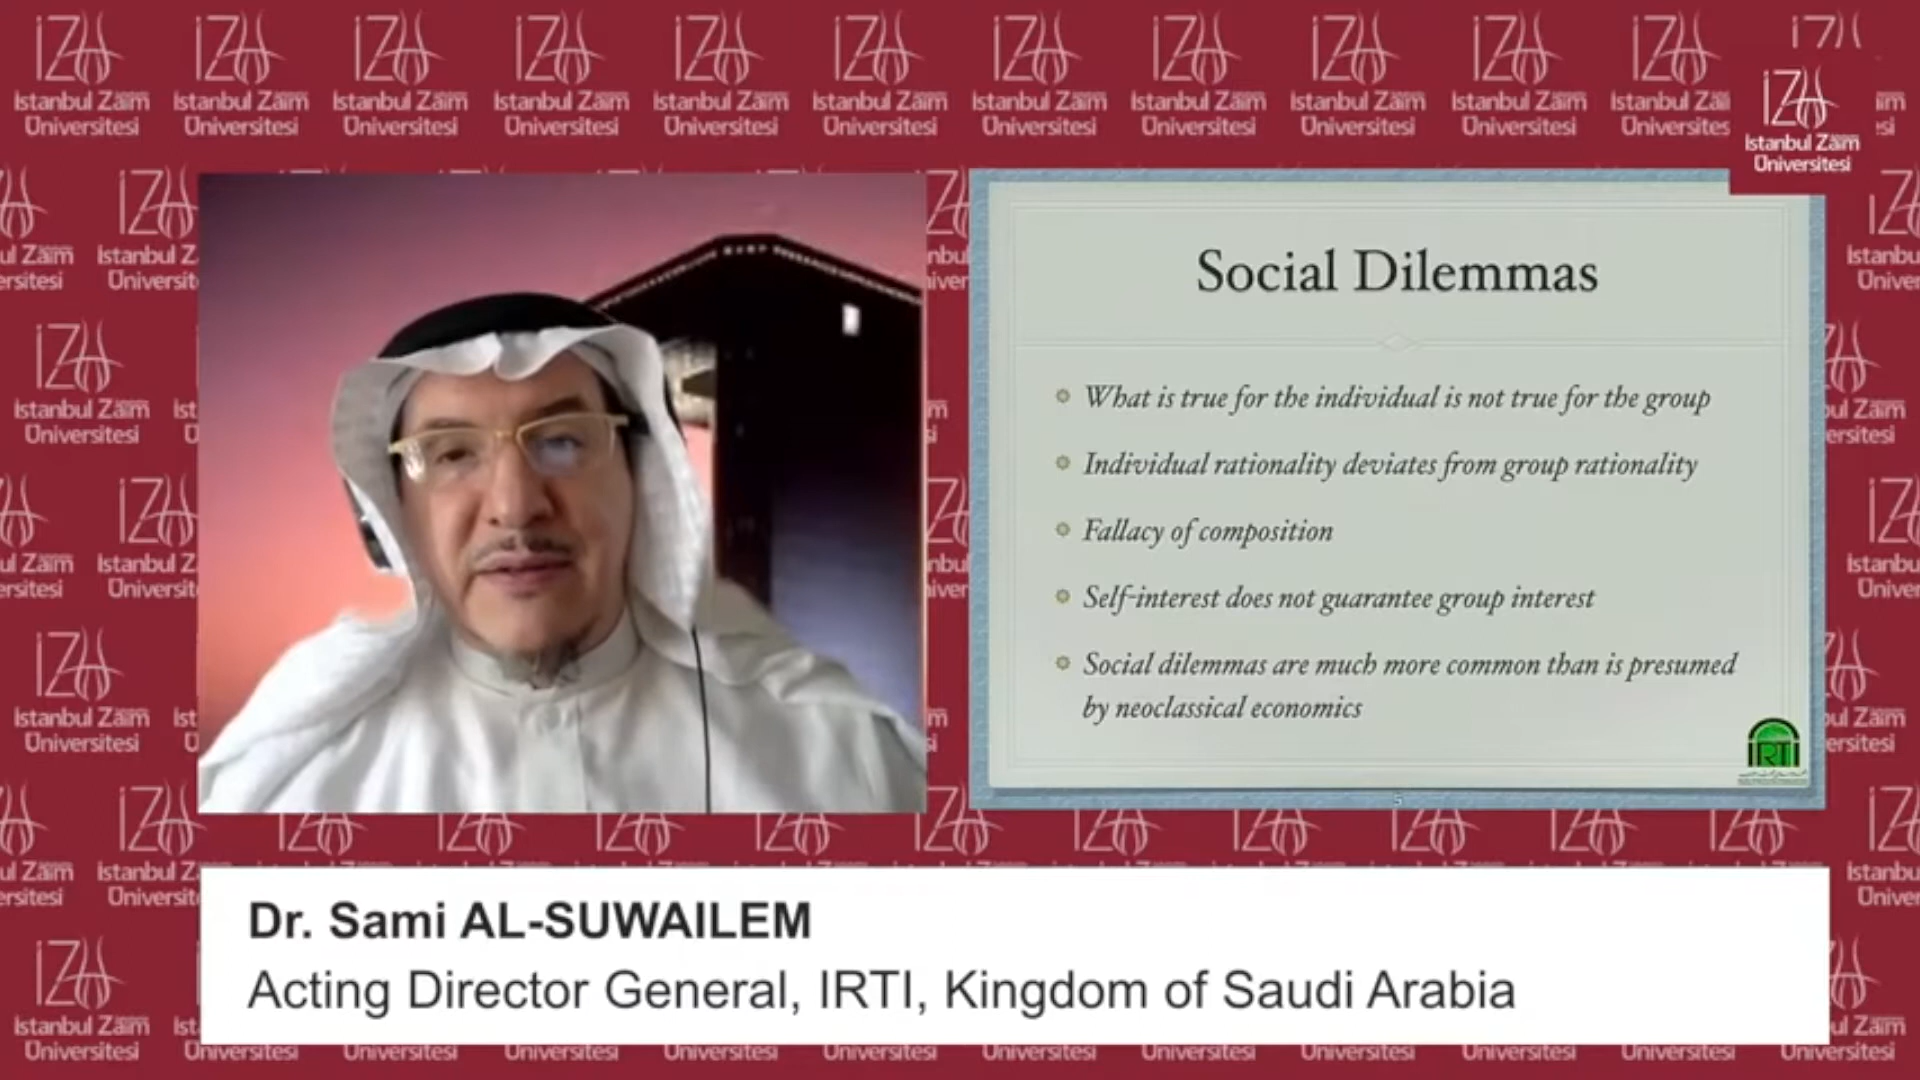 İZÜ
İstanbul Zaim
Üniversitesi
Social Dilemmas
What is true for the individual is not true for the group
Individual rationality deviates from group rationality
Fallacy of composition
Self-interest does not guarantee group interest
Social dilemmas are much more common than is presumed
by neoclassical economics
IRTI
5
Dr. Sami AL-SUWAILEM
Acting Director General, IRTI, Kingdom of Saudi Arabia